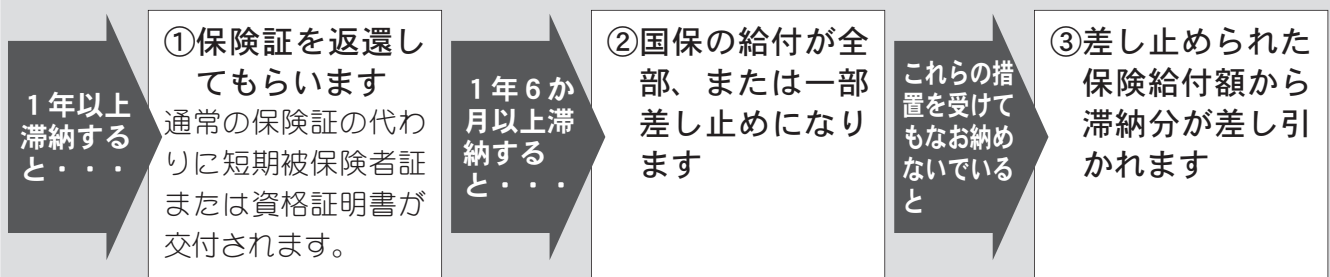 1年以上
滞納する
と・・・
①保険証を返還し
てもらいます
通常の保険証の代わ
りに短期被保険者証
または資格証明書が
交付されます。
1年6か
月以上滞
納する
と・・・
②国保の給付が全
部、または一部
差し止めになり
ます
これらの措
置を受けて
もなお納め
ないでいる
と
③差し止められた
保険給付額から
滞納分が差し引
かれます